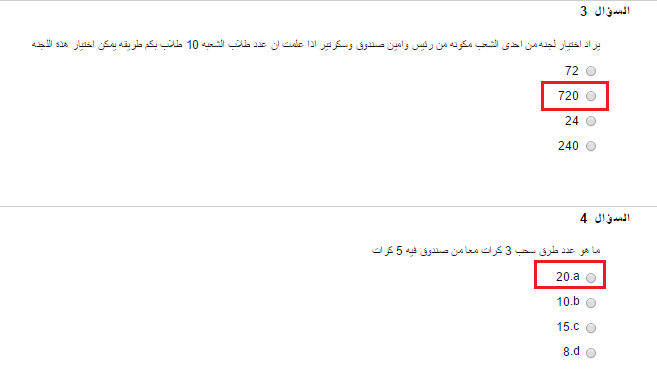 السؤال 3
يراد اختيار لجنه من احدى الشعب مكونه من رئيس وامين صندوق وسكرتير اذا علمت ان عدد طلاب الشعبه 10 طلاب بكم طريقه يمكن اختيار هذة اللجنه
72
720
24
240
السؤال 4
ما هو عدد طرق سحب 3 كرات معا من صندوق فيه 5 كرات
20.a
10.b
15.c
8.d